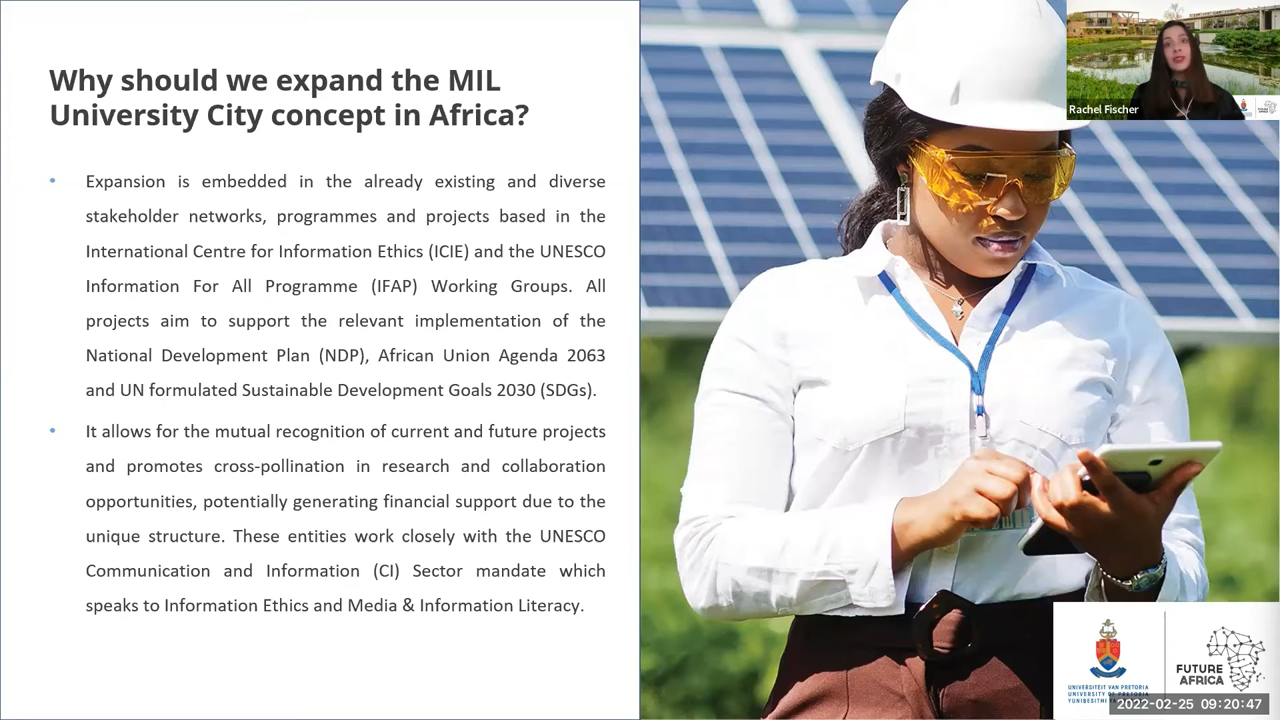 Why should we expand the MIL
University City concept in Africa?
• Expansion is embedded in the already existing and diverse
stakeholder networks, programmes and projects based in the
International Centre for Information Ethics (ICIE) and the UNESCO
Information For All Programme (IFAP) Working Groups. All
projects aim to support the relevant implementation of the
National Development Plan (NDP), African Union Agenda 2063
and UN formulated Sustainable Development Goals 2030 (SDGs).
• It allows for the mutual recognition of current and future projects
and promotes cross-pollination in research and collaboration
opportunities, potentially generating financial support due to the
unique structure. These entities work closely with the UNESCO
Communication and Information (CI) Sector mandate which
speaks to Information Ethics and Media & Information Literacy.
Rachel Fischer
UNIVERSITEIT VAN PRETORIA
UNIVERSITY OF PRETORIA
YUNIBESITHI
FUTURE
AFRICA
2022-02-25 09:20:47